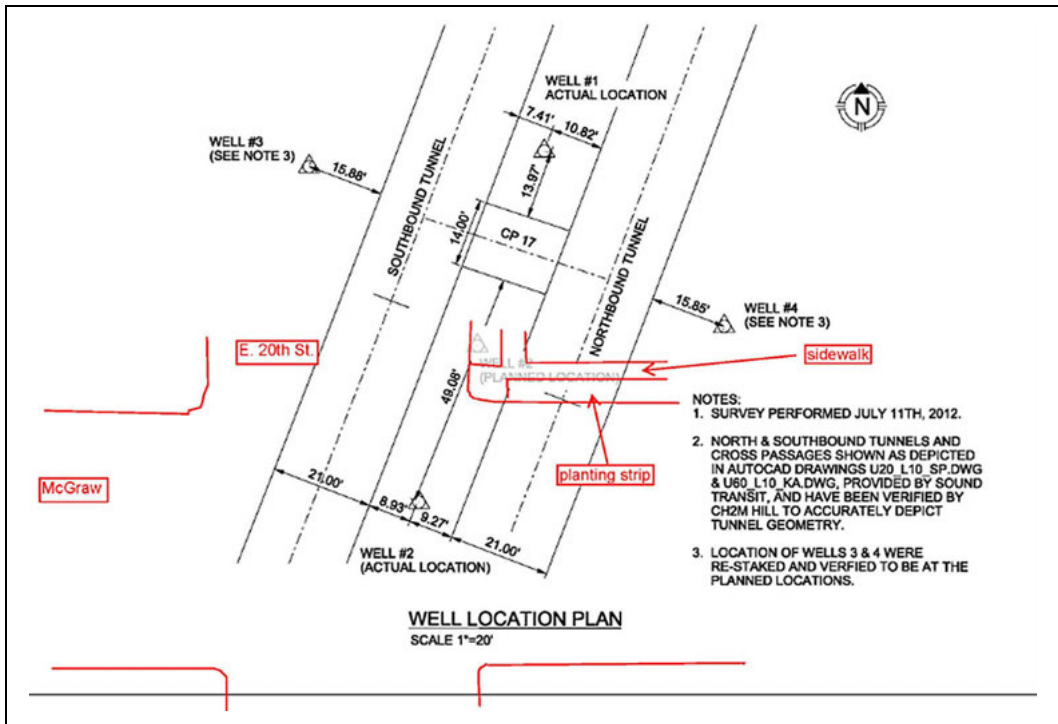 WELL #1
ACTUAL LOCATION
7.41'
10.82'
N
WELL #3
(SEE NOTE 3)
15.88'
SOUTHBOUND TUNNEL
13.97'
14.00'
CP 17
NORTHBOUND TUNNEL
15.85'
WELL #4
(SEE NOTE 3)
E. 20th St.
sidewalk
WELL #2
(PLANNED LOCATION)
49.08'
McGraw
planting strip
NOTES:
1. SURVEY PERFORMED JULY 11TH, 2012.
2. NORTH & SOUTHBOUND TUNNELS AND
CROSS PASSAGES SHOWN AS DEPICTED
IN AUTOCAD DRAWINGS U20_L10_SP.DWG
& U60_L10_KA.DWG, PROVIDED BY SOUND
TRANSIT, AND HAVE BEEN VERIFIED BY
CH2M HILL TO ACCURATELY DEPICT
TUNNEL GEOMETRY.
3. LOCATION OF WELLS 3 & 4 WERE
RE-STAKED AND VERFIED TO BE AT THE
PLANNED LOCATIONS.
21.00'
8.93'
9.27'
21.00'
WELL #2
(ACTUAL LOCATION)
WELL LOCATION PLAN
SCALE 1"=20'